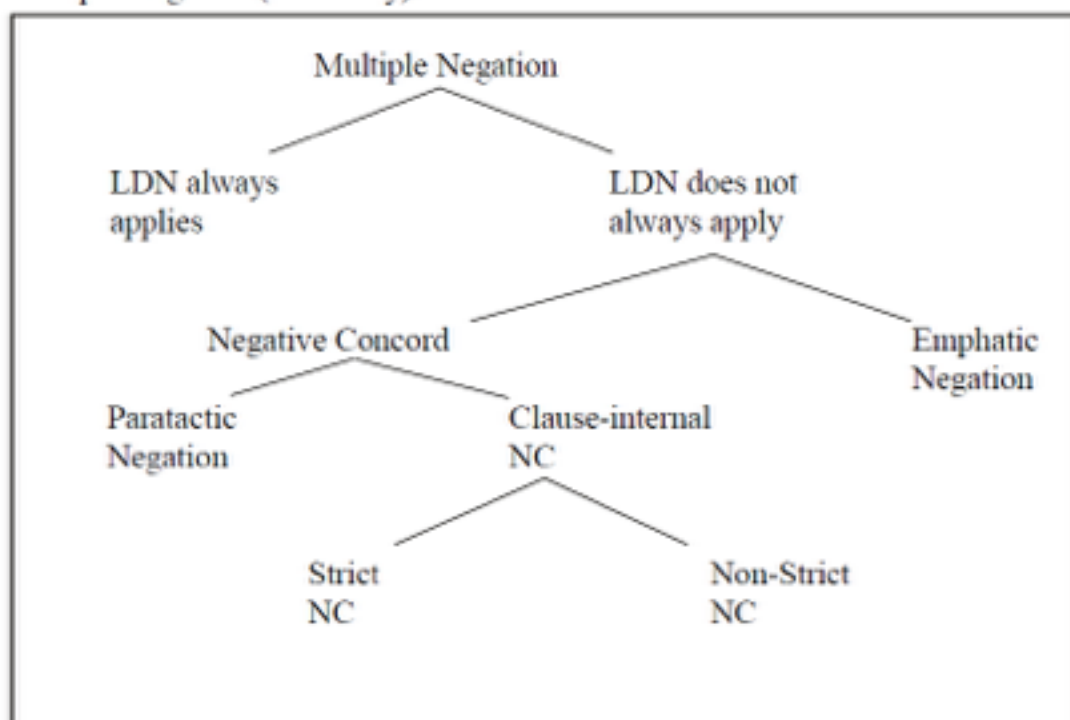 Multiple Negation
LDN always
applies
LDN does not
always apply
Negative Concord
Emphatic
Negation
Paratactic
Negation
Clause-internal
NC
Strict
NC
Non-Strict
NC